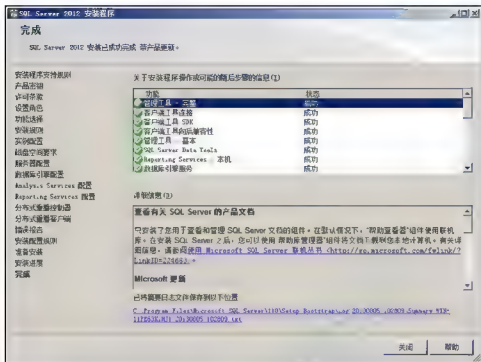 SQL Server 2012 安装程序
完成
SQL Server 2012 安装已成功完成 带产品更新。
安装程序支持规则
产品密钥
许可条款
设置角色
功能选择
安装规则
实例配置
磁盘空间要求
服务器配置
数据库引擎配置
Analysis Services 配置
Reporting Services 配置
分布式重播控制器
分布式重播客户端
错误报告
安装配置规则
准备安装
安装进度
完成
关于安装程序操作或可能的随后步骤的信息(I)
功能 状态
管理工具 - 完整 成功
客户端工具连接 成功
客户端工具 SDK 成功
客户端工具向后兼容性 成功
管理工具 - 基本 成功
SQL Server Data Tools 成功
Reporting Services - 本机 成功
数据库引擎服务 成功
详细信息(D)
查看有关 SQL Server 的产品文档
只安装了您用于查看和管理 SQL Server 文档的组件。在默认情况下，“帮助查看器”组件使用联机
库。在安装 SQL Server 之后，您可以使用 帮助库管理器 组件将文档下载到您本地计算机。有关详
细信息，请参阅使用 Microsoft SQL Server 联机丛书 <http://go.microsoft.com/fwlink/?
LinkID=224683>。
Microsoft 更新
已将摘要日志文件保存到以下位置
C:\Program Files\Microsoft SQL Server\110\Setup Bootstrap\Log
关闭
帮助